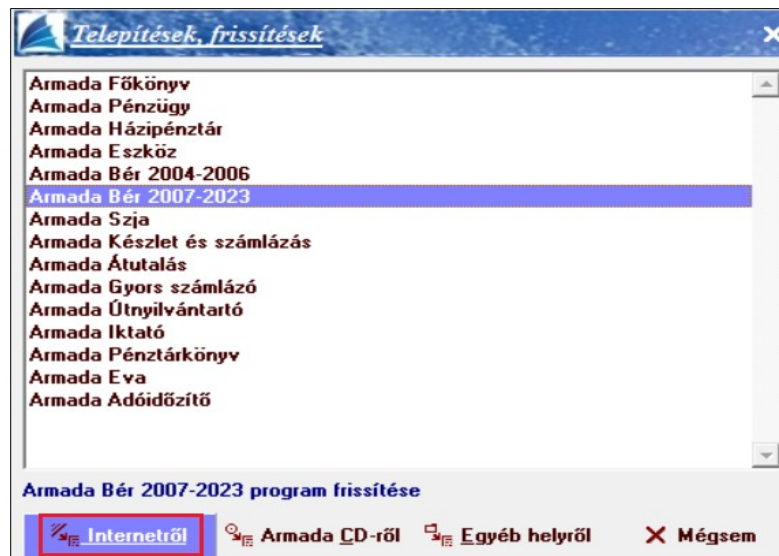 Telepítések, frissítések
Armada Főkönyv
Armada Pénzügy
Armada Házipénztár
Armada Eszköz
Armada Bér 2004-2006
Armada Bér 2007-2023
Armada Szja
Armada Készlet és számlázás
Armada Átutalás
Armada Gyors számlázó
Armada Útnyilvántartó
Armada Iktató
Armada Pénztárkönyv
Armada Eva
Armada Adóidőzítő
Armada Bér 2007-2023 program frissítése
Internetről Armada CD-ről Egyéb helyről Mégsem